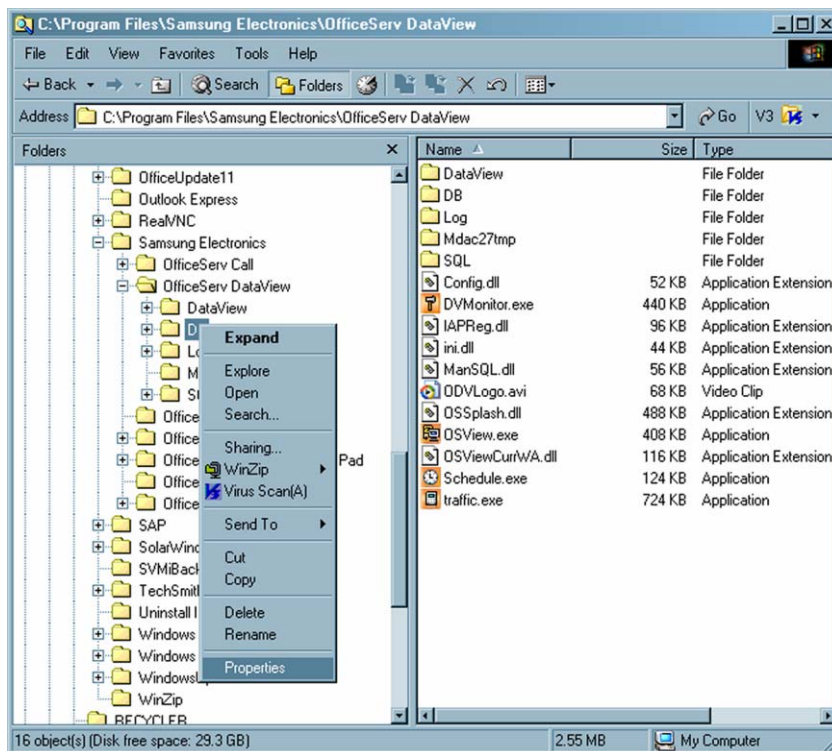 C:\Program Files\Samsung Electronics\OfficeServ DataView
File Edit View Favorites Tools Help
Back Search Folders
Address C:\Program Files\Samsung Electronics\OfficeServ DataView Go V3
Folders
OfficeUpdate11
Outlook Express
RealVNC
Samsung Electronics
OfficeServ Call
OfficeServ DataView
DataView
Office
Office
Office Pad
Office
Office
SAP
SolarWind
SVMiBack
TechSmith
Uninstall
Windows
Windows
Windows
WinZip
RECYCLER
Expand
Explore
Open
Search...
Sharing...
WinZip
Virus Scan(A)
Send To
Cut
Copy
Delete
Rename
Properties
Name Size Type
DataView File Folder
DB File Folder
Log File Folder
Mdac27tmp File Folder
SQL File Folder
Config.dll 52 KB Application Extension
DVMonitor.exe 440 KB Application
IAPReg.dll 96 KB Application Extension
ini.dll 44 KB Application Extension
ManSQL.dll 56 KB Application Extension
ODVLogo.avi 68 KB Video Clip
OSSplash.dll 488 KB Application Extension
OSView.exe 408 KB Application
OSViewCurrWA.dll 116 KB Application Extension
Schedule.exe 124 KB Application
traffic.exe 724 KB Application
16 object(s) (Disk free space: 29.3 GB) 2.55 MB My Computer